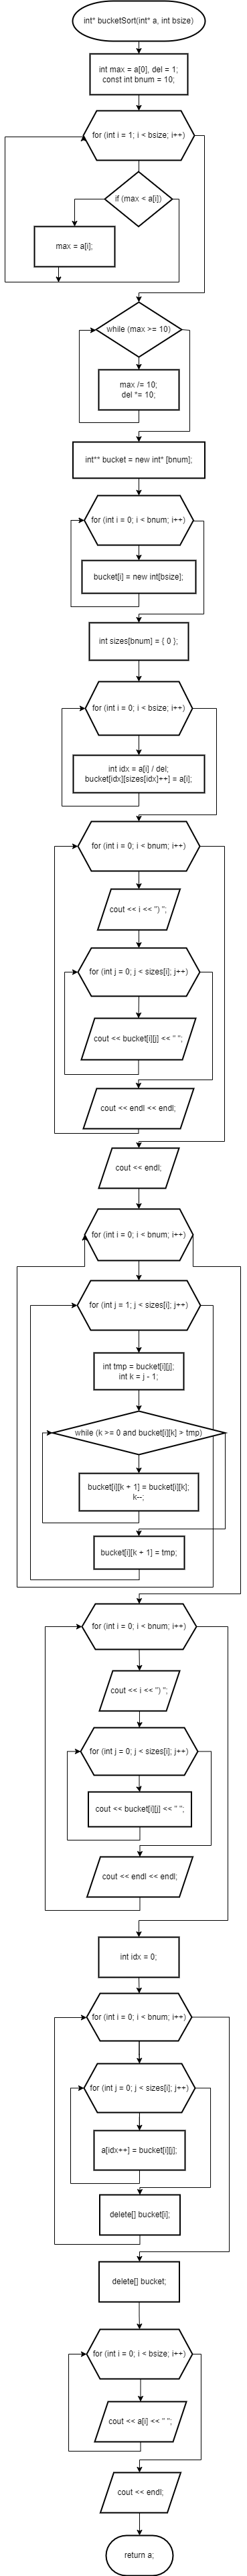 int* bucketSort(int* a, int bsize)
int max = a[0], del = 1;
const int bnum = 10;
for (int i = 1; i < bsize; i++)
if (max < a[i])
max = a[i];
while (max >= 10)
max /= 10;
del *= 10;
int** bucket = new int* [bnum];
for (int i = 0; i < bnum; i++)
bucket[i] = new int[bsize];
int sizes[bnum] = { 0 };
for (int i = 0; i < bsize; i++)
int idx = a[i] / del;
bucket[idx][sizes[idx]++] = a[i];
for (int i = 0; i < bnum; i++)
cout << i << ") ";
for (int j = 0; j < sizes[i]; j++)
cout << bucket[i][j] << " ";
cout << endl << endl;
cout << endl;
for (int i = 0; i < bnum; i++)
for (int j = 1; j < sizes[i]; j++)
int tmp = bucket[i][j];
int k = j - 1;
while (k >= 0 and bucket[i][k] > tmp)
bucket[i][k + 1] = bucket[i][k];
k--;
bucket[i][k + 1] = tmp;
for (int i = 0; i < bnum; i++)
cout << i << ") ";
for (int j = 0; j < sizes[i]; j++)
cout << bucket[i][j] << " ";
cout << endl << endl;
int idx = 0;
for (int i = 0; i < bnum; i++)
for (int j = 0; j < sizes[i]; j++)
a[idx++] = bucket[i][j];
delete[] bucket[i];
delete[] bucket;
for (int i = 0; i < bsize; i++)
cout << a[i] << " ";
cout << endl;
return a;